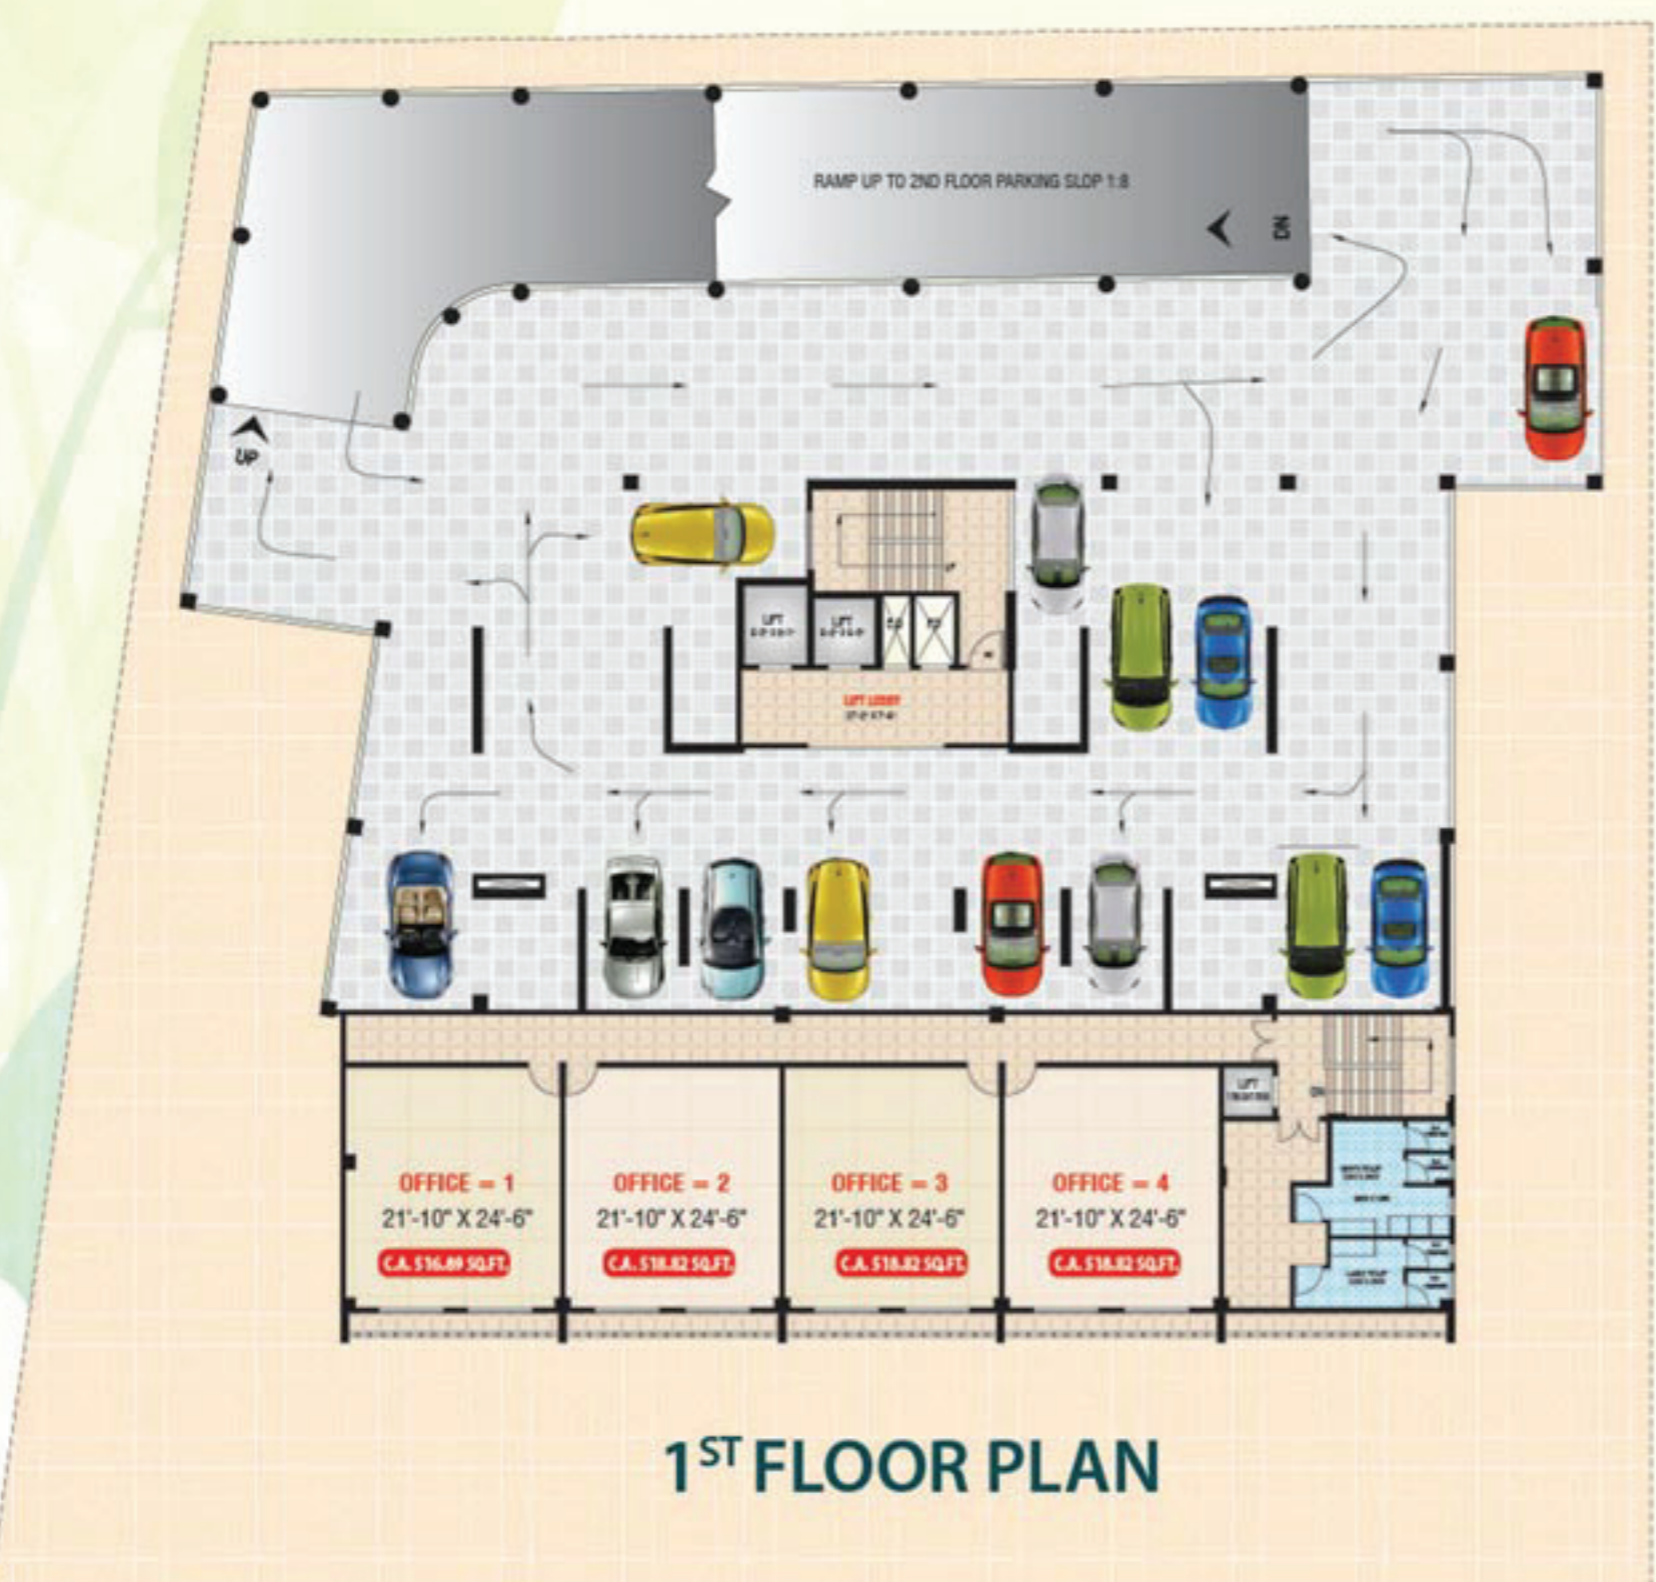 RAMP UP TO 2ND FLOOR PARKING SLOP 1:8
DN
UP
LIFT
LIFT
LIFT LOBBY
OFFICE = 1
21'-10" X 24'-6"
C.A. 516.89 SQ.FT.
OFFICE = 2
21'-10" X 24'-6"
C.A. 518.82 SQ.FT.
OFFICE = 3
21'-10" X 24'-6"
C.A. 518.82 SQ.FT.
OFFICE = 4
21'-10" X 24'-6"
C.A. 518.82 SQ.FT.
LIFT
DN
1ST FLOOR PLAN